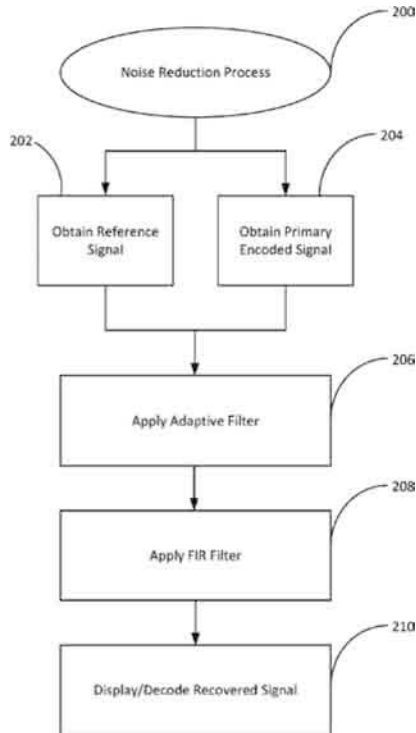 200
Noise Reduction Process
202
204
Obtain Reference
Signal
Obtain Primary
Encoded Signal
206
Apply Adaptive Filter
208
Apply FIR Filter
210
Display/Decode Recovered Signal